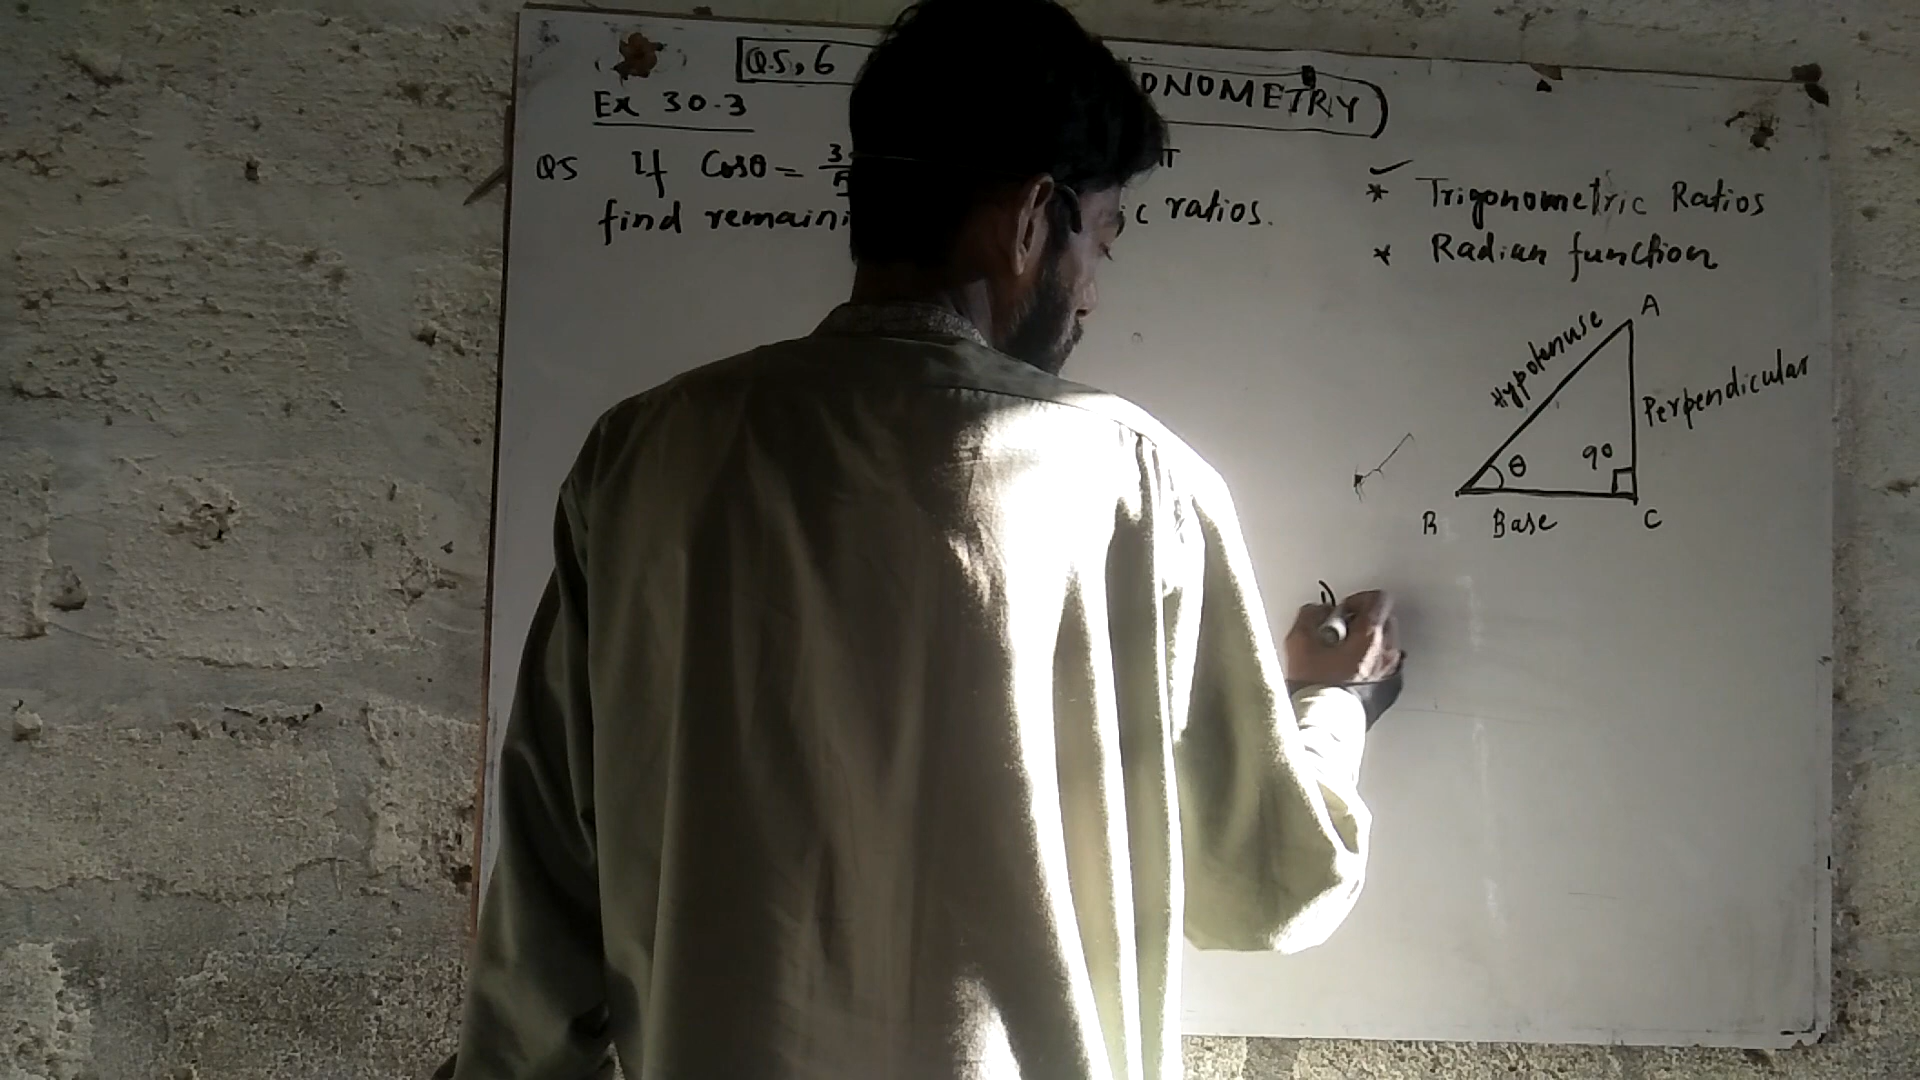 Q.5,6
ONOMETRY
Ex 30.3
Q5 If Cosθ =
find remaini c ratios.
* Trigonometric Ratios
* Radian function
A
Hypotenuse
Perpendicular
θ
90
B Base C